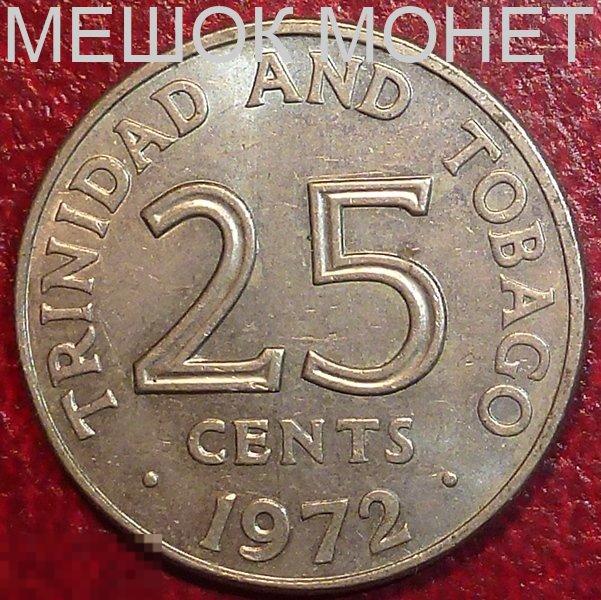 МЕШОК МОНЕТ
TRINIDAD AND TOBAGO
25
CENTS
· 1972 ·